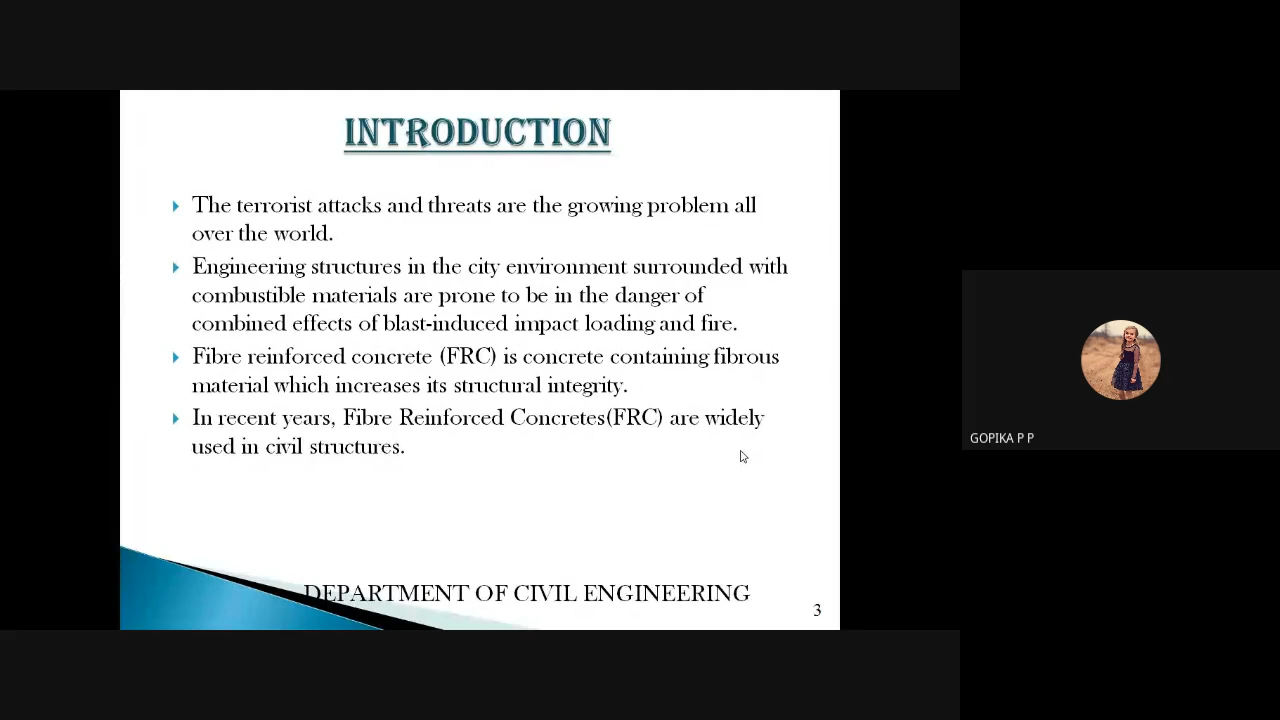 INTRODUCTION
The terrorist attacks and threats are the growing problem all
over the world.
Engineering structures in the city environment surrounded with
combustible materials are prone to be in the danger of
combined effects of blast-induced impact loading and fire.
Fibre reinforced concrete (FRC) is concrete containing fibrous
material which increases its structural integrity.
In recent years, Fibre Reinforced Concretes(FRC) are widely
used in civil structures.
DEPARTMENT OF CIVIL ENGINEERING
3
GOPIKA P P